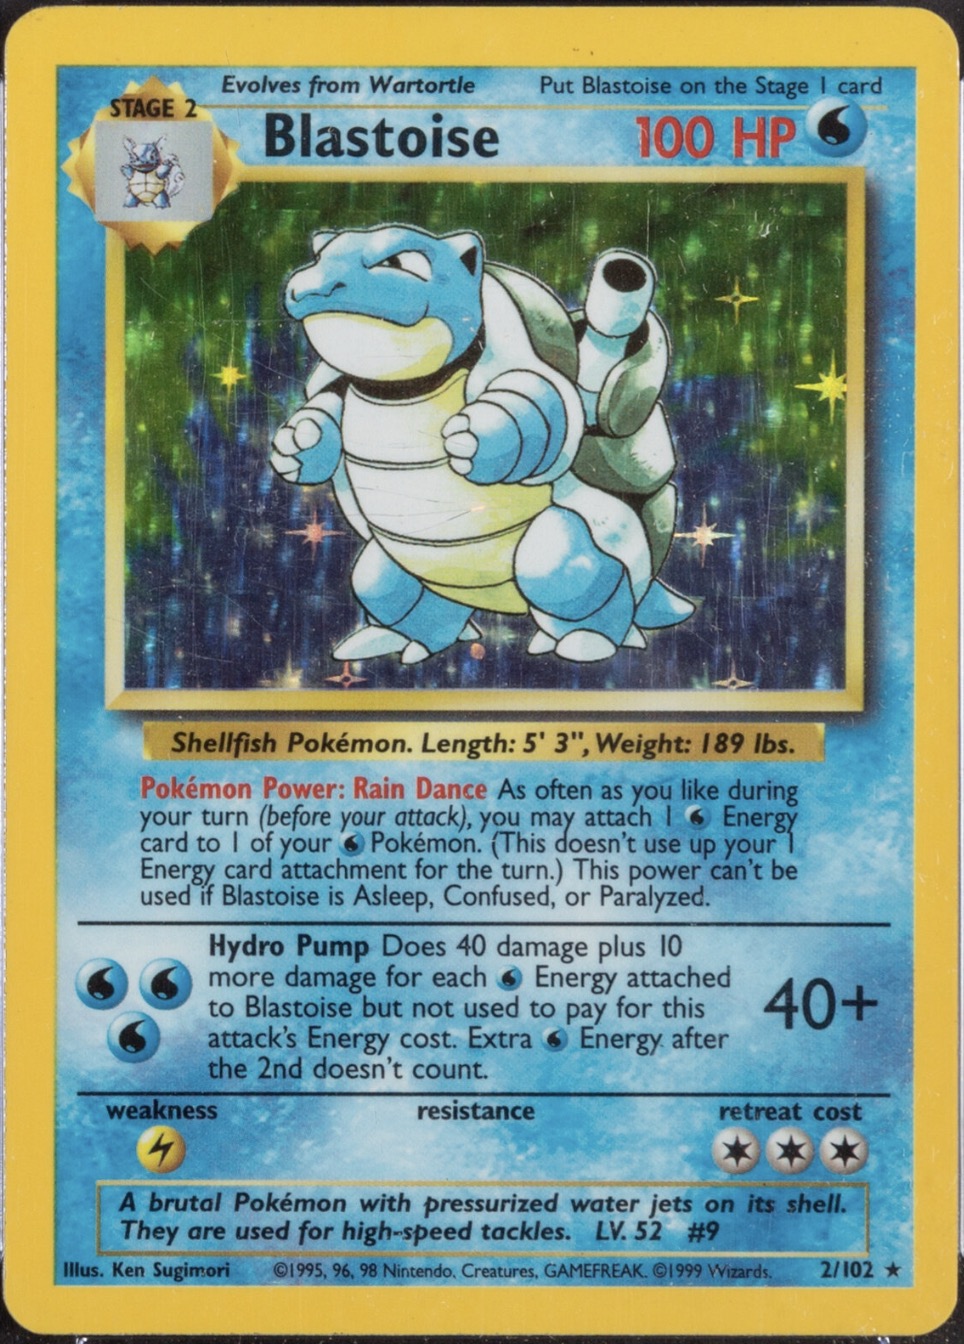 Evolves from Wartortle Put Blastoise on the Stage 1 card
STAGE 2
Blastoise 100 HP
Shellfish Pokémon. Length: 5' 3", Weight: 189 lbs.
Pokémon Power: Rain Dance As often as you like during
your turn (before your attack), you may attach 1 Energy
card to 1 of your Pokémon. (This doesn't use up your 1
Energy card attachment for the turn.) This power can't be
used if Blastoise is Asleep, Confused, or Paralyzed.
Hydro Pump Does 40 damage plus 10
more damage for each Energy attached
to Blastoise but not used to pay for this
attack's Energy cost. Extra Energy after
the 2nd doesn't count.
40+
weakness resistance retreat cost
A brutal Pokémon with pressurized water jets on its shell.
They are used for high-speed tackles. LV. 52 #9
Illus. Ken Sugimori ©1995, 96, 98 Nintendo, Creatures, GAMEFREAK. ©1999 Wizards. 2/102 ★